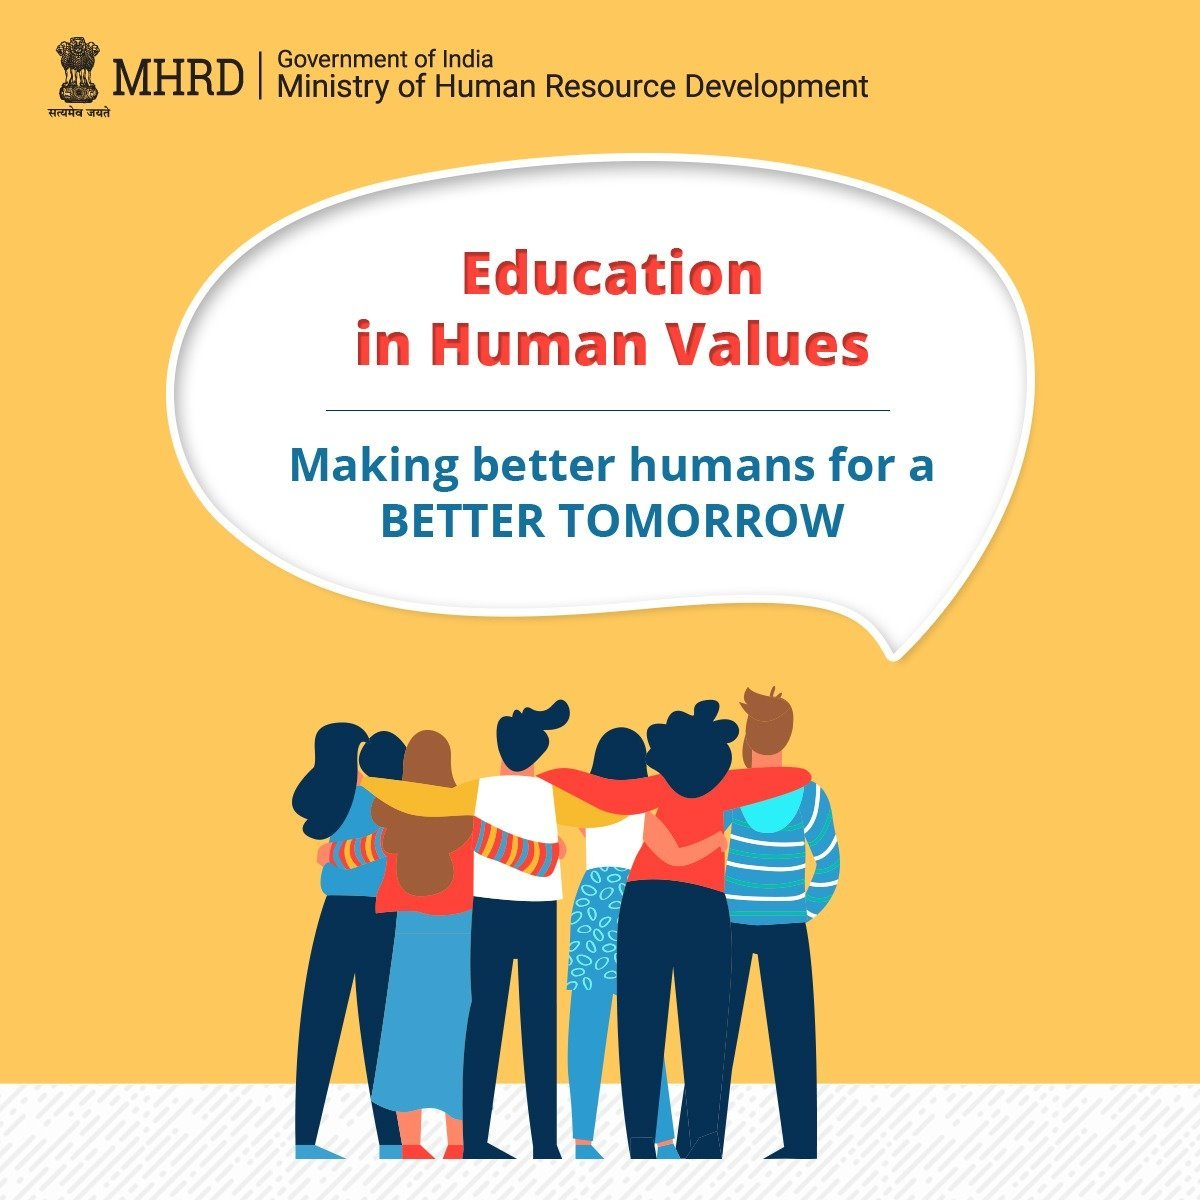 MHRD
Government of India
Ministry of Human Resource Development
सत्यमेव जयते
Education
in Human Values
Making better humans for a
BETTER TOMORROW